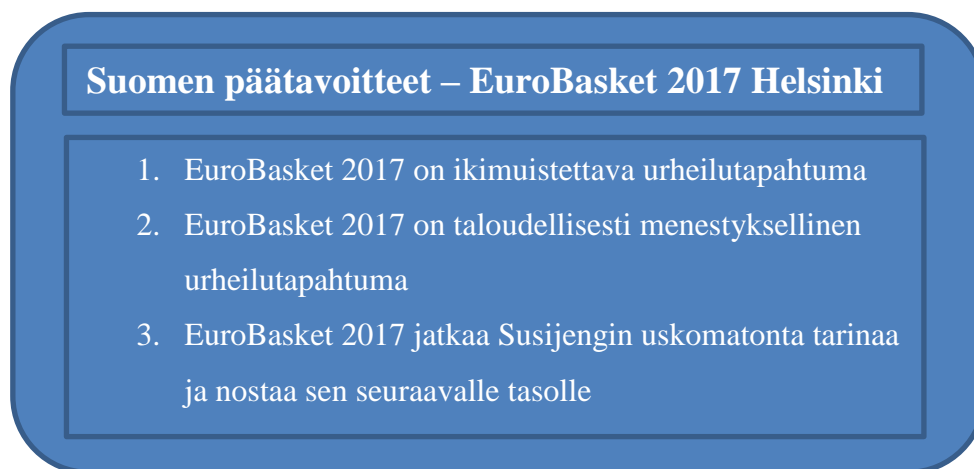 Suomen päätavoitteet – EuroBasket 2017 Helsinki
1. EuroBasket 2017 on ikimuistettava urheilutapahtuma
2. EuroBasket 2017 on taloudellisesti menestyksellinen
urheilutapahtuma
3. EuroBasket 2017 jatkaa Susijengin uskomatonta tarinaa
ja nostaa sen seuraavalle tasolle